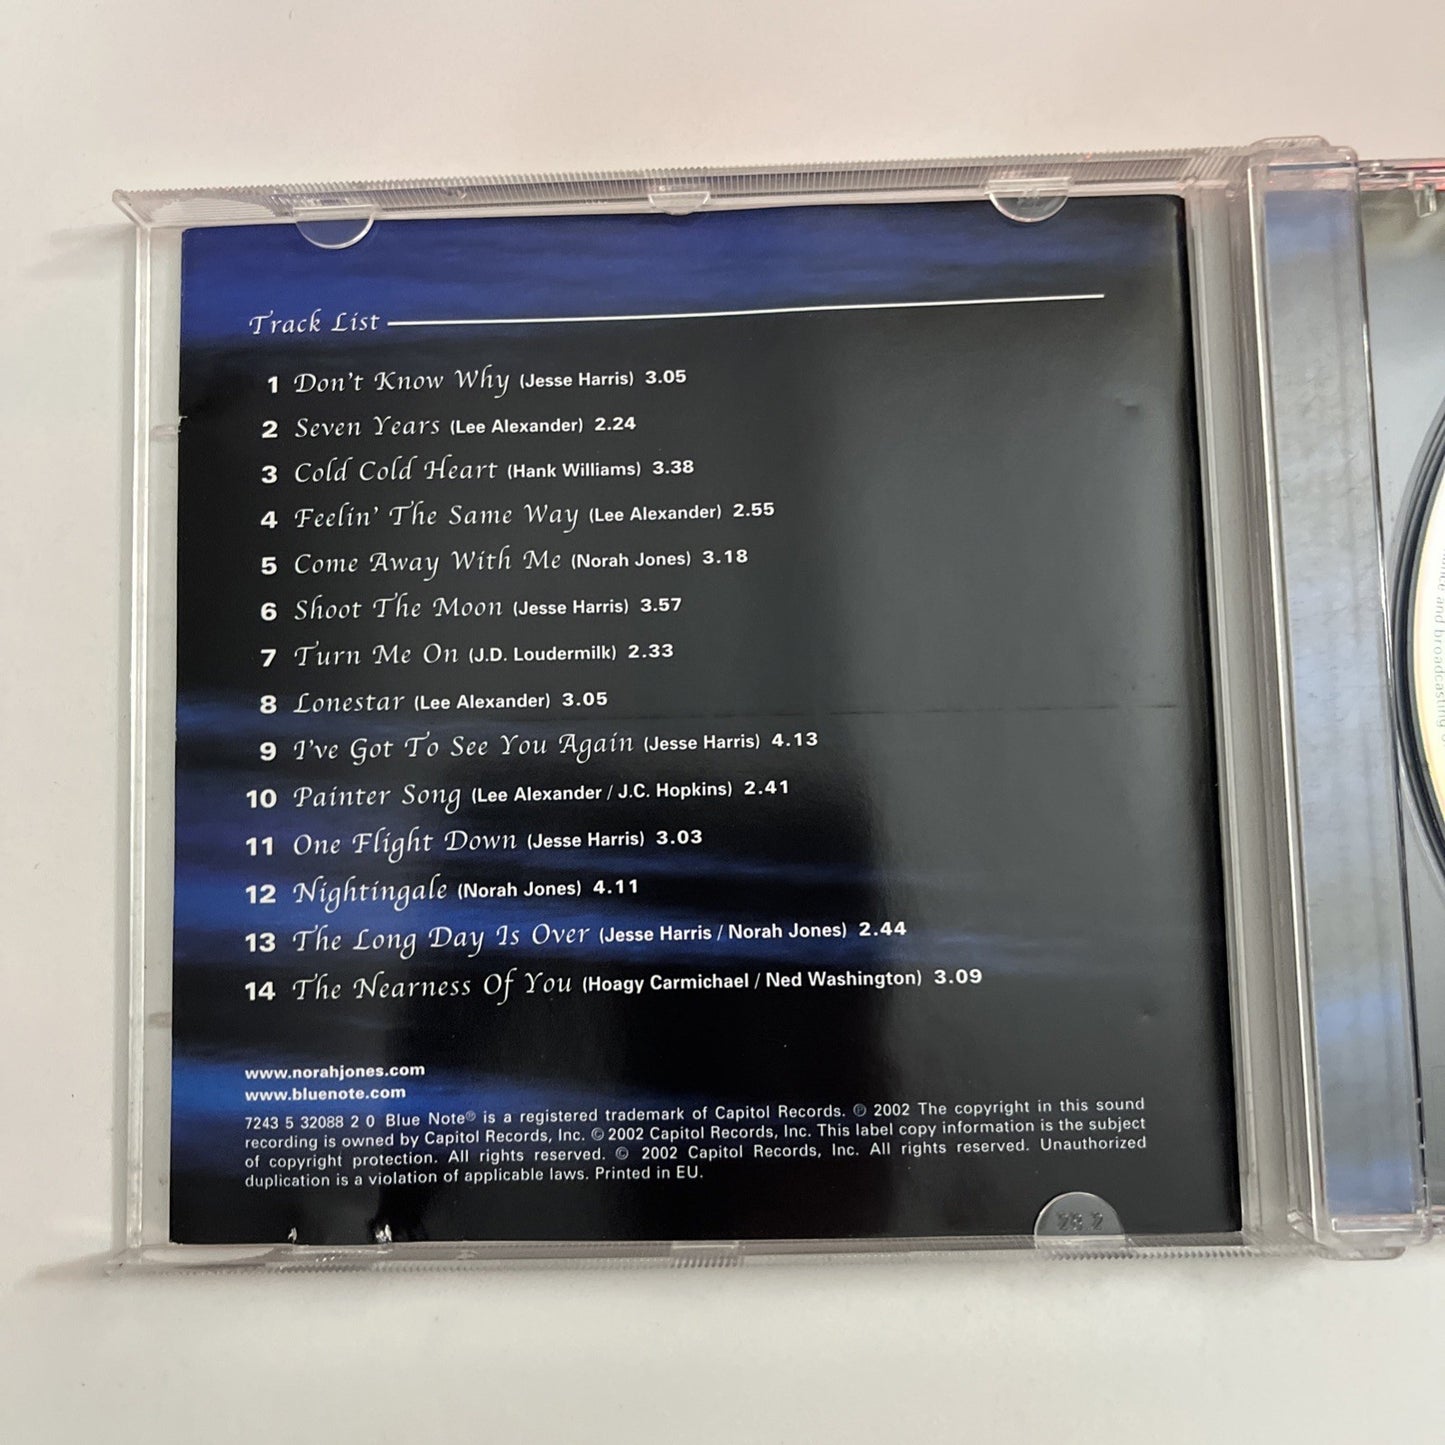 Track List
1 Don't Know Why (Jesse Harris) 3.05
2 Seven Years (Lee Alexander) 2.24
3 Cold Cold Heart (Hank Williams) 3.38
4 Feelin' The Same Way (Lee Alexander) 2.55
5 Come Away With Me (Norah Jones) 3.18
6 Shoot The Moon (Jesse Harris) 3.57
7 Turn Me On (J.D. Loudermilk) 2.33
8 Lonestar (Lee Alexander) 3.05
9 I've Got To See You Again (Jesse Harris) 4.13
10 Painter Song (Lee Alexander / J.C. Hopkins) 2.41
11 One Flight Down (Jesse Harris) 3.03
12 Nightingale (Norah Jones) 4.11
13 The Long Day Is Over (Jesse Harris / Norah Jones) 2.44
14 The Nearness Of You (Hoagy Carmichael / Ned Washington) 3.09
www.norahjones.com
www.bluenote.com
7243 5 32088 2 0 Blue Note® is a registered trademark of Capitol Records. ℗ 2002 The copyright in this sound
recording is owned by Capitol Records, Inc. © 2002 Capitol Records, Inc. This label copy information is the subject
of copyright protection. All rights reserved. © 2002 Capitol Records, Inc. All rights reserved. Unauthorized
duplication is a violation of applicable laws. Printed in EU.
and broadcasting